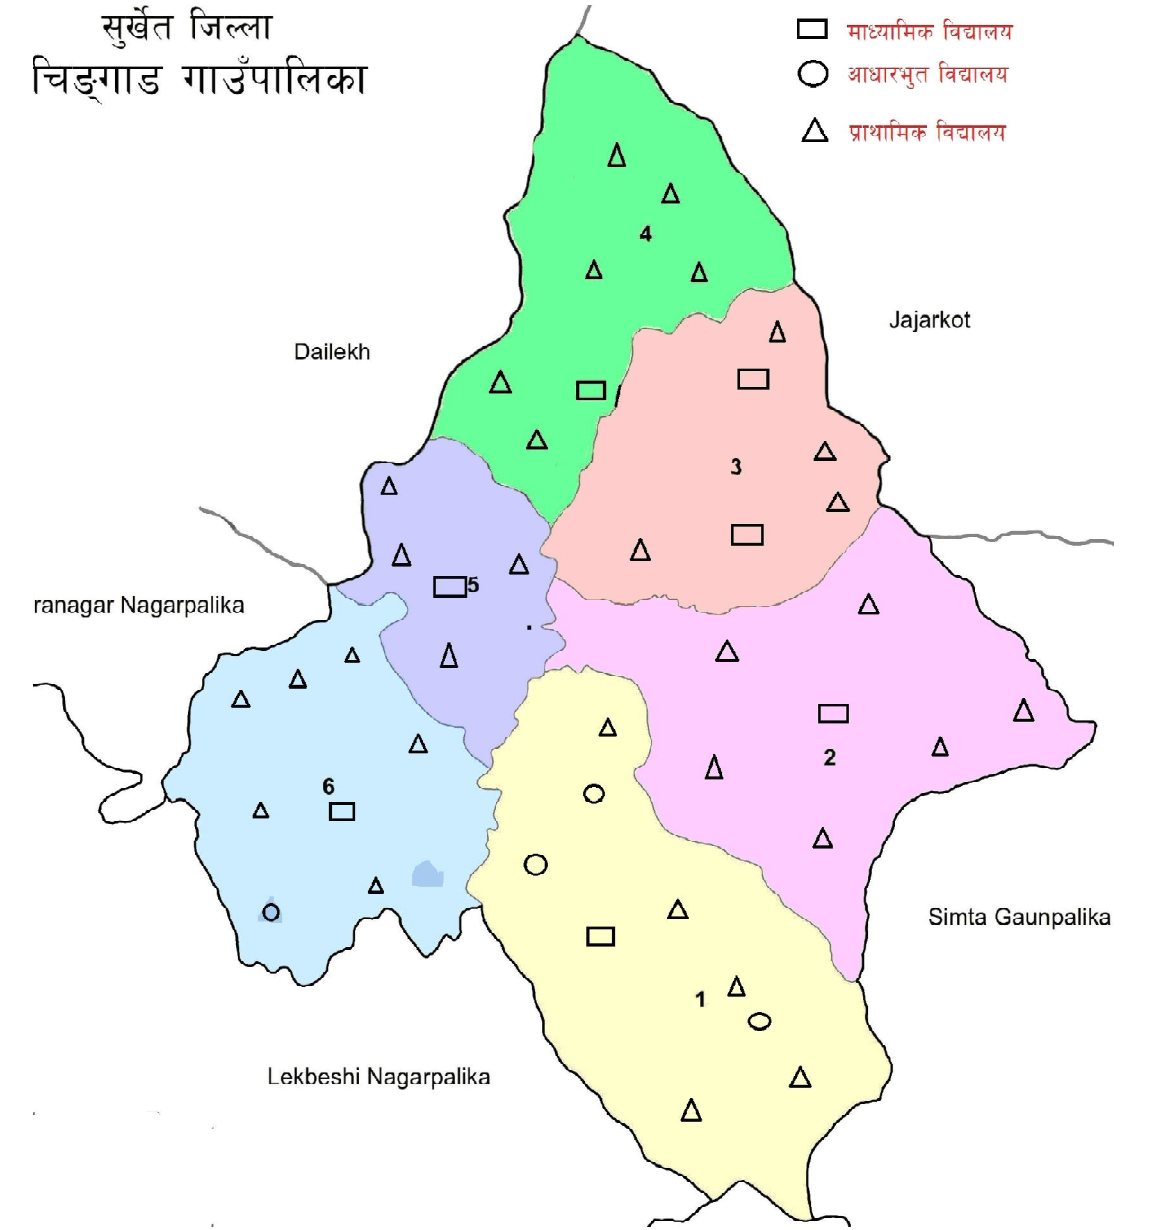 सुर्खेत जिल्ला
चिङ्गाड गाउँपालिका
माध्यामिक विद्यालय
आधारभुत विद्यालय
प्राथामिक विद्यालय
4
Jajarkot
Dailekh
3
5
ranagar Nagarpalika
2
6
Simta Gaunpalika
1
Lekbeshi Nagarpalika